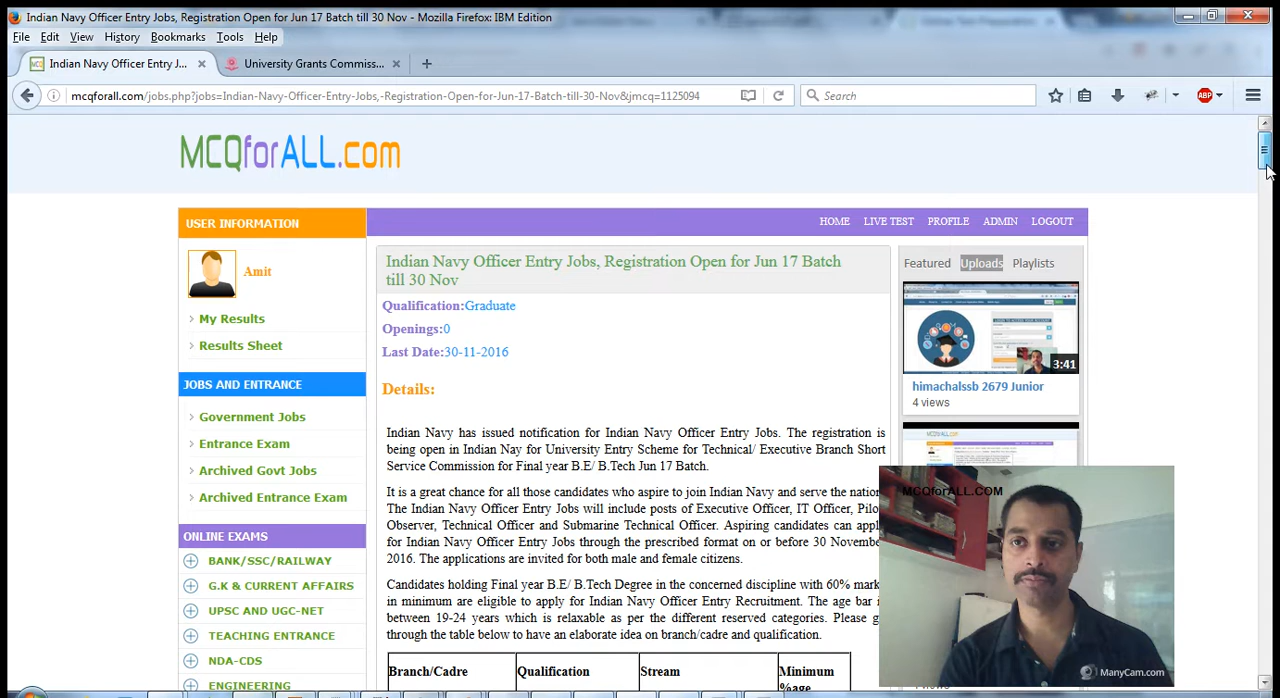 Indian Navy Officer Entry Jobs, Registration Open for Jun 17 Batch till 30 Nov - Mozilla Firefox: IBM Edition
File Edit View History Bookmarks Tools Help
Indian Navy Officer Entry J...
University Grants Commiss...
mcqforall.com/jobs.php?jobs=Indian-Navy-Officer-Entry-Jobs,-Registration-Open-for-Jun-17-Batch-till-30-Nov&jmcq=1125094
Search
ABP
MCQforALL.com
USER INFORMATION
HOME LIVE TEST PROFILE ADMIN LOGOUT
Amit
My Results
Results Sheet
JOBS AND ENTRANCE
Government Jobs
Entrance Exam
Archived Govt Jobs
Archived Entrance Exam
ONLINE EXAMS
BANK/SSC/RAILWAY
G.K & CURRENT AFFAIRS
UPSC AND UGC-NET
TEACHING ENTRANCE
NDA-CDS
ENGINEERING
Indian Navy Officer Entry Jobs, Registration Open for Jun 17 Batch
till 30 Nov
Qualification:Graduate
Openings:0
Last Date:30-11-2016
Details:
Indian Navy has issued notification for Indian Navy Officer Entry Jobs. The registration is
being open in Indian Nay for University Entry Scheme for Technical/ Executive Branch Short
Service Commission for Final year B.E/ B.Tech Jun 17 Batch.
It is a great chance for all those candidates who aspire to join Indian Navy and serve the nation
The Indian Navy Officer Entry Jobs will include posts of Executive Officer, IT Officer, Pilo
Observer, Technical Officer and Submarine Technical Officer. Aspiring candidates can appl
for Indian Navy Officer Entry Jobs through the prescribed format on or before 30 Novembe
2016. The applications are invited for both male and female citizens.
Candidates holding Final year B.E/ B.Tech Degree in the concerned discipline with 60% mark
in minimum are eligible to apply for Indian Navy Officer Entry Recruitment. The age bar i
between 19-24 years which is relaxable as per the different reserved categories. Please g
through the table below to have an elaborate idea on branch/cadre and qualification.
Branch/Cadre Qualification Stream Minimum
%age
Featured Uploads Playlists
3:41
himachalssb 2679 Junior
4 views
MCQforALL.COM
ManyCam.com